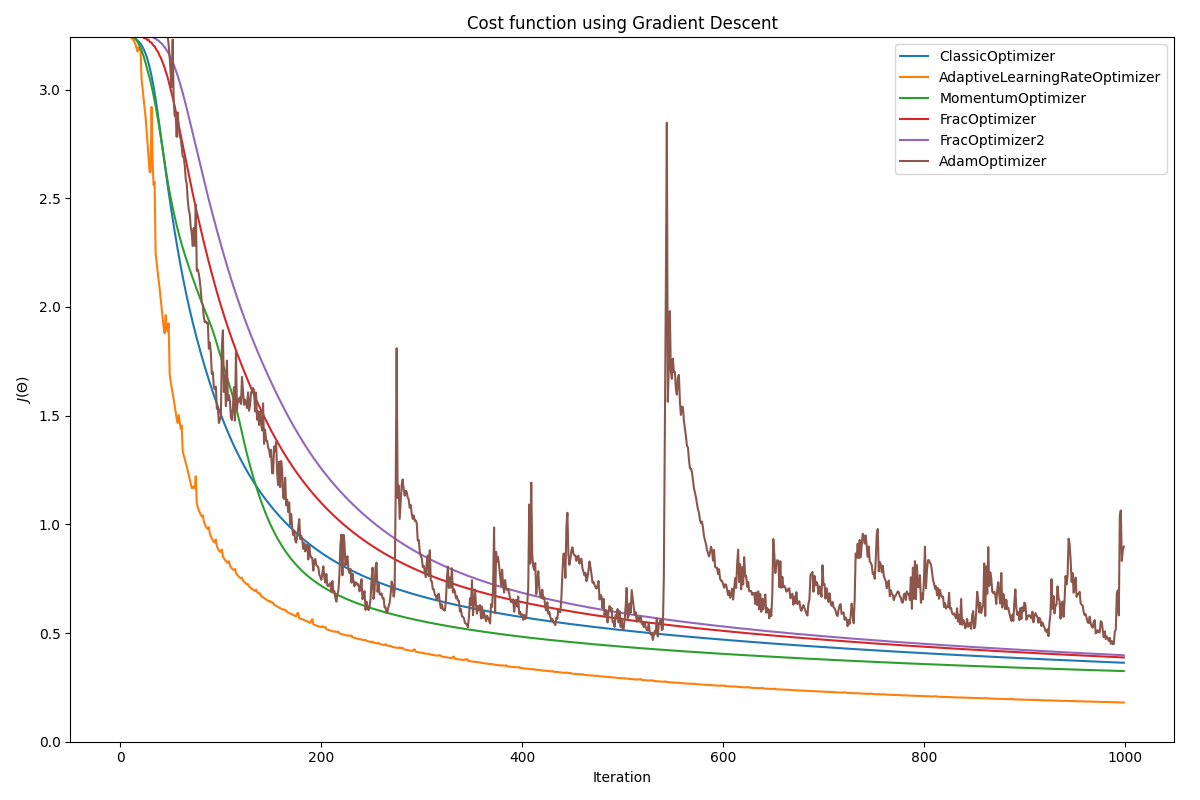 Cost function using Gradient Descent
ClassicOptimizer
AdaptiveLearningRateOptimizer
MomentumOptimizer
FracOptimizer
FracOptimizer2
AdamOptimizer
3.0
2.5
2.0
1.5
1.0
0.5
0.0
J(Θ)
0 200 400 600 800 1000
Iteration